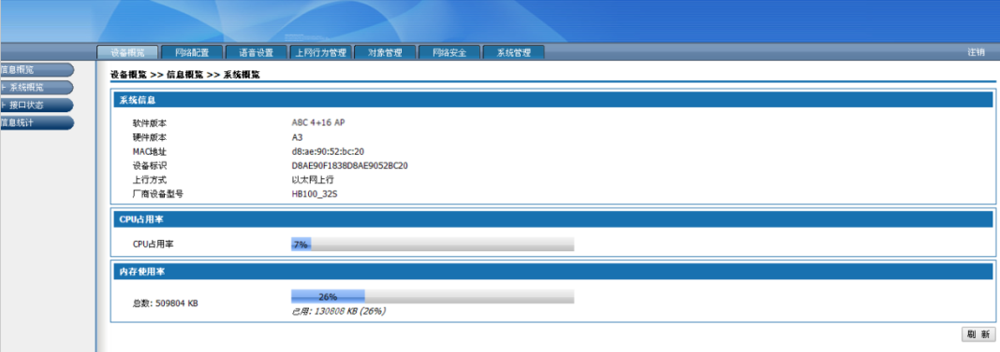 设备概览 网络配置 语音设置 上网行为管理 对象管理 网络安全 系统管理 注销
信息概览
系统概览
接口状态
信息统计
设备概览 >> 信息概览 >> 系统概览
系统信息
软件版本 ABC 4+16 AP
硬件版本 A3
MAC地址 d8:ae:90:52:bc:20
设备标识 D8AE90F1838D8AE9052BC20
上行方式 以太网上行
厂商设备型号 HB100_32S
CPU占用率
CPU占用率 7%
内存使用率
总数: 509804 KB 26%
已用: 130808 KB (26%)
刷 新